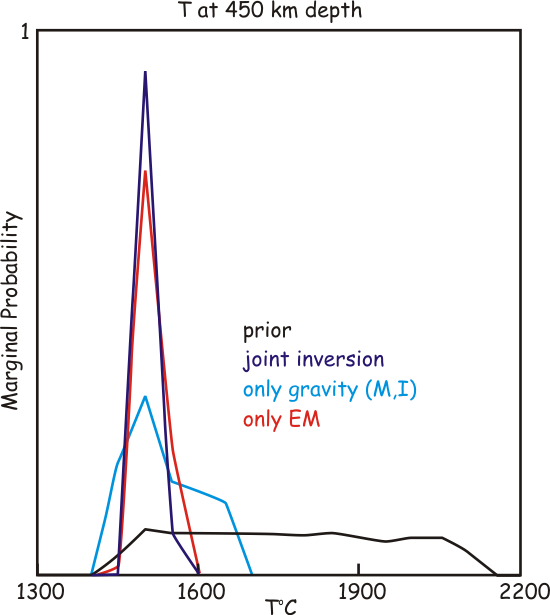 T at 450 km depth
1
Marginal Probability
prior
joint inversion
only gravity (M,I)
only EM
1300 1600 1900 2200
T°C